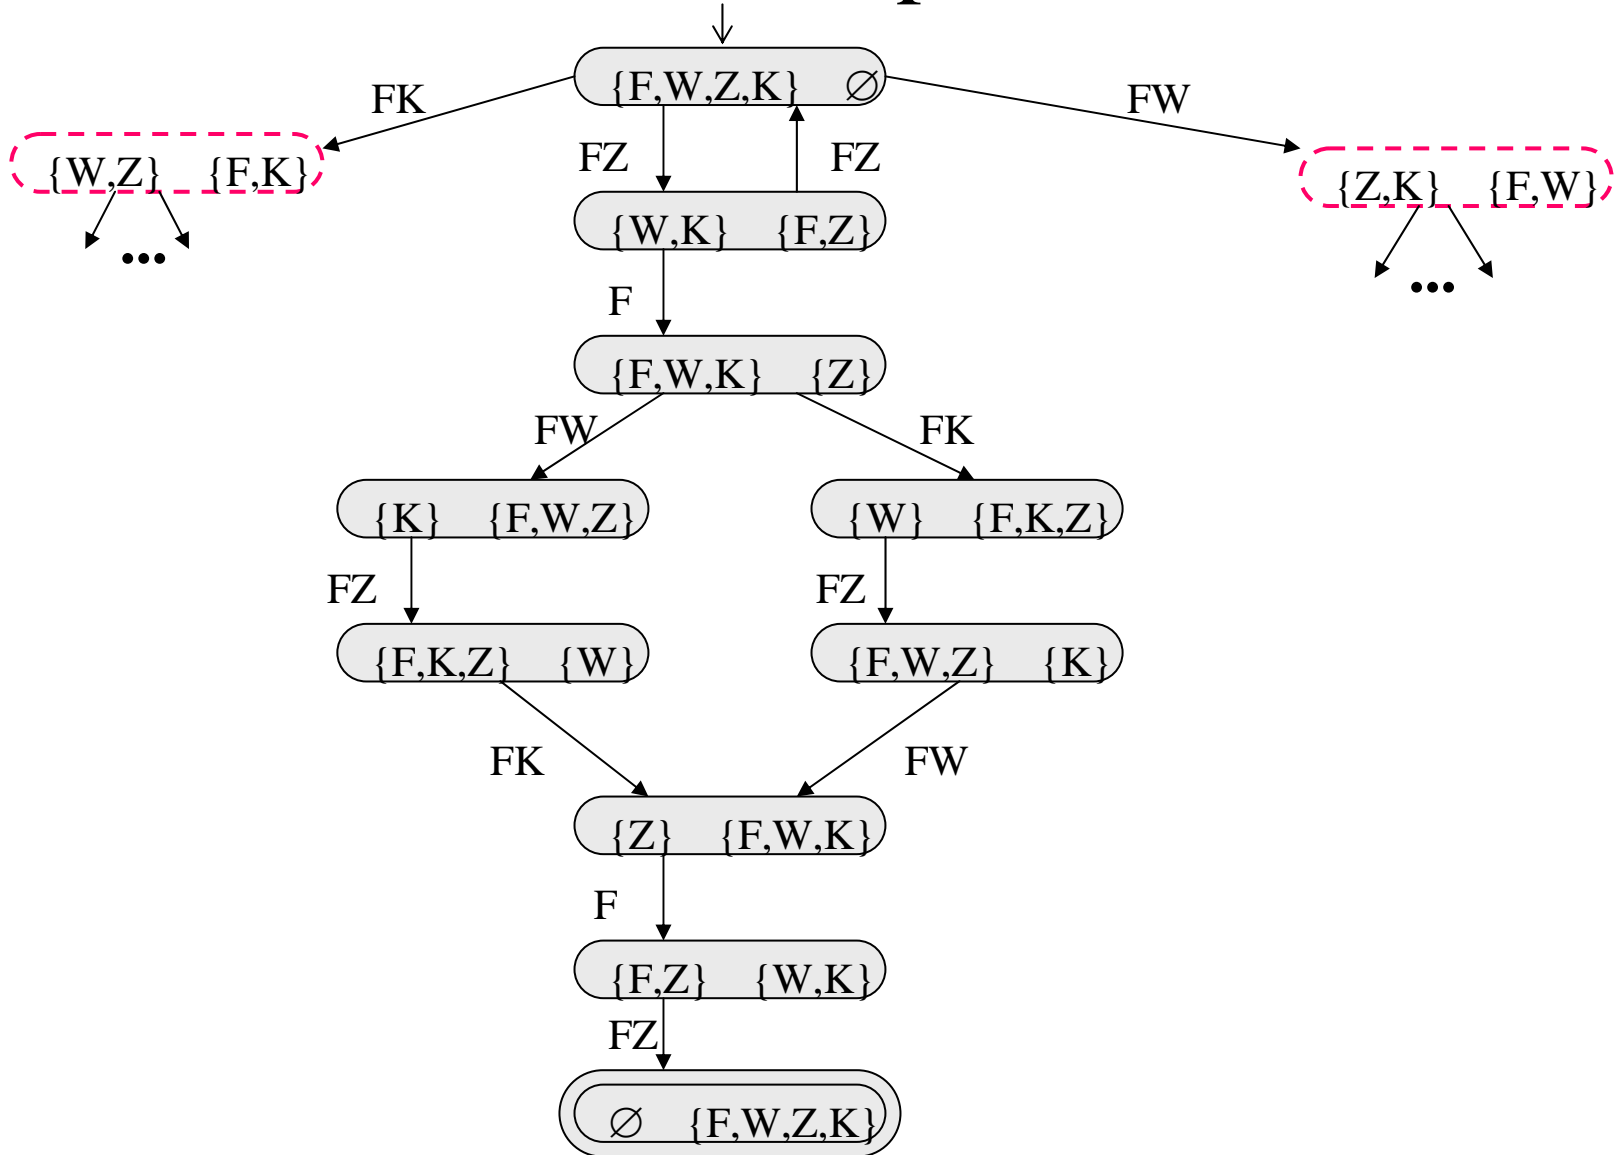 {F,W,Z,K} ∅
FK
FW
{W,Z} {F,K}
FZ
FZ
{Z,K} {F,W}
{W,K} {F,Z}
•••
•••
F
{F,W,K} {Z}
FW
FK
{K} {F,W,Z}
{W} {F,K,Z}
FZ
FZ
{F,K,Z} {W}
{F,W,Z} {K}
FK
FW
{Z} {F,W,K}
F
{F,Z} {W,K}
FZ
∅ {F,W,Z,K}